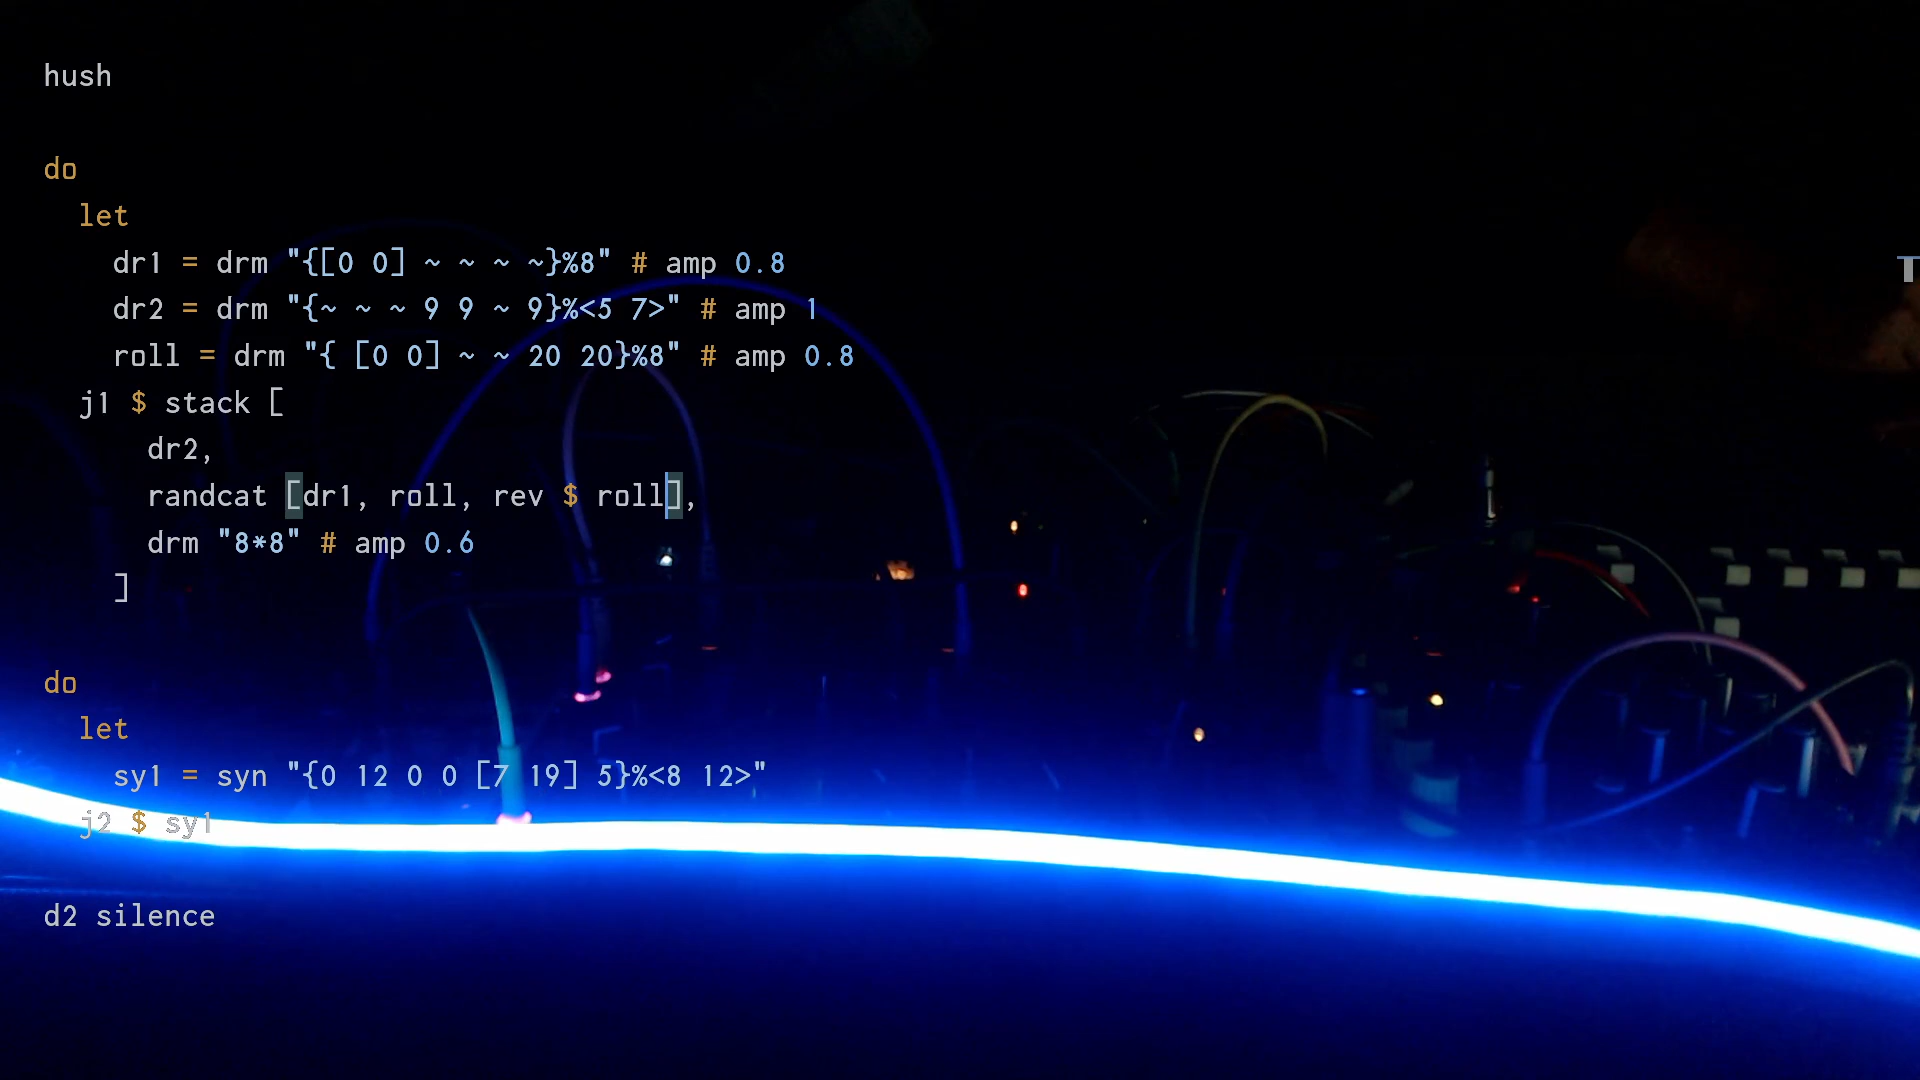 hush
do
let
dr1 = drm "{[0 0] ~ ~ ~ ~}%8" # amp 0.8
dr2 = drm "{~ ~ ~ 9 9 ~ 9}%<5 7>" # amp 1
roll = drm "{ [0 0] ~ ~ 20 20}%8" # amp 0.8
j1 $ stack [
dr2,
randcat [dr1, roll, rev $ roll],
drm "8*8" # amp 0.6
]
do
let
sy1 = syn "{0 12 0 0 [7 19] 5}%<8 12>"
j2 $ sy1
d2 silence